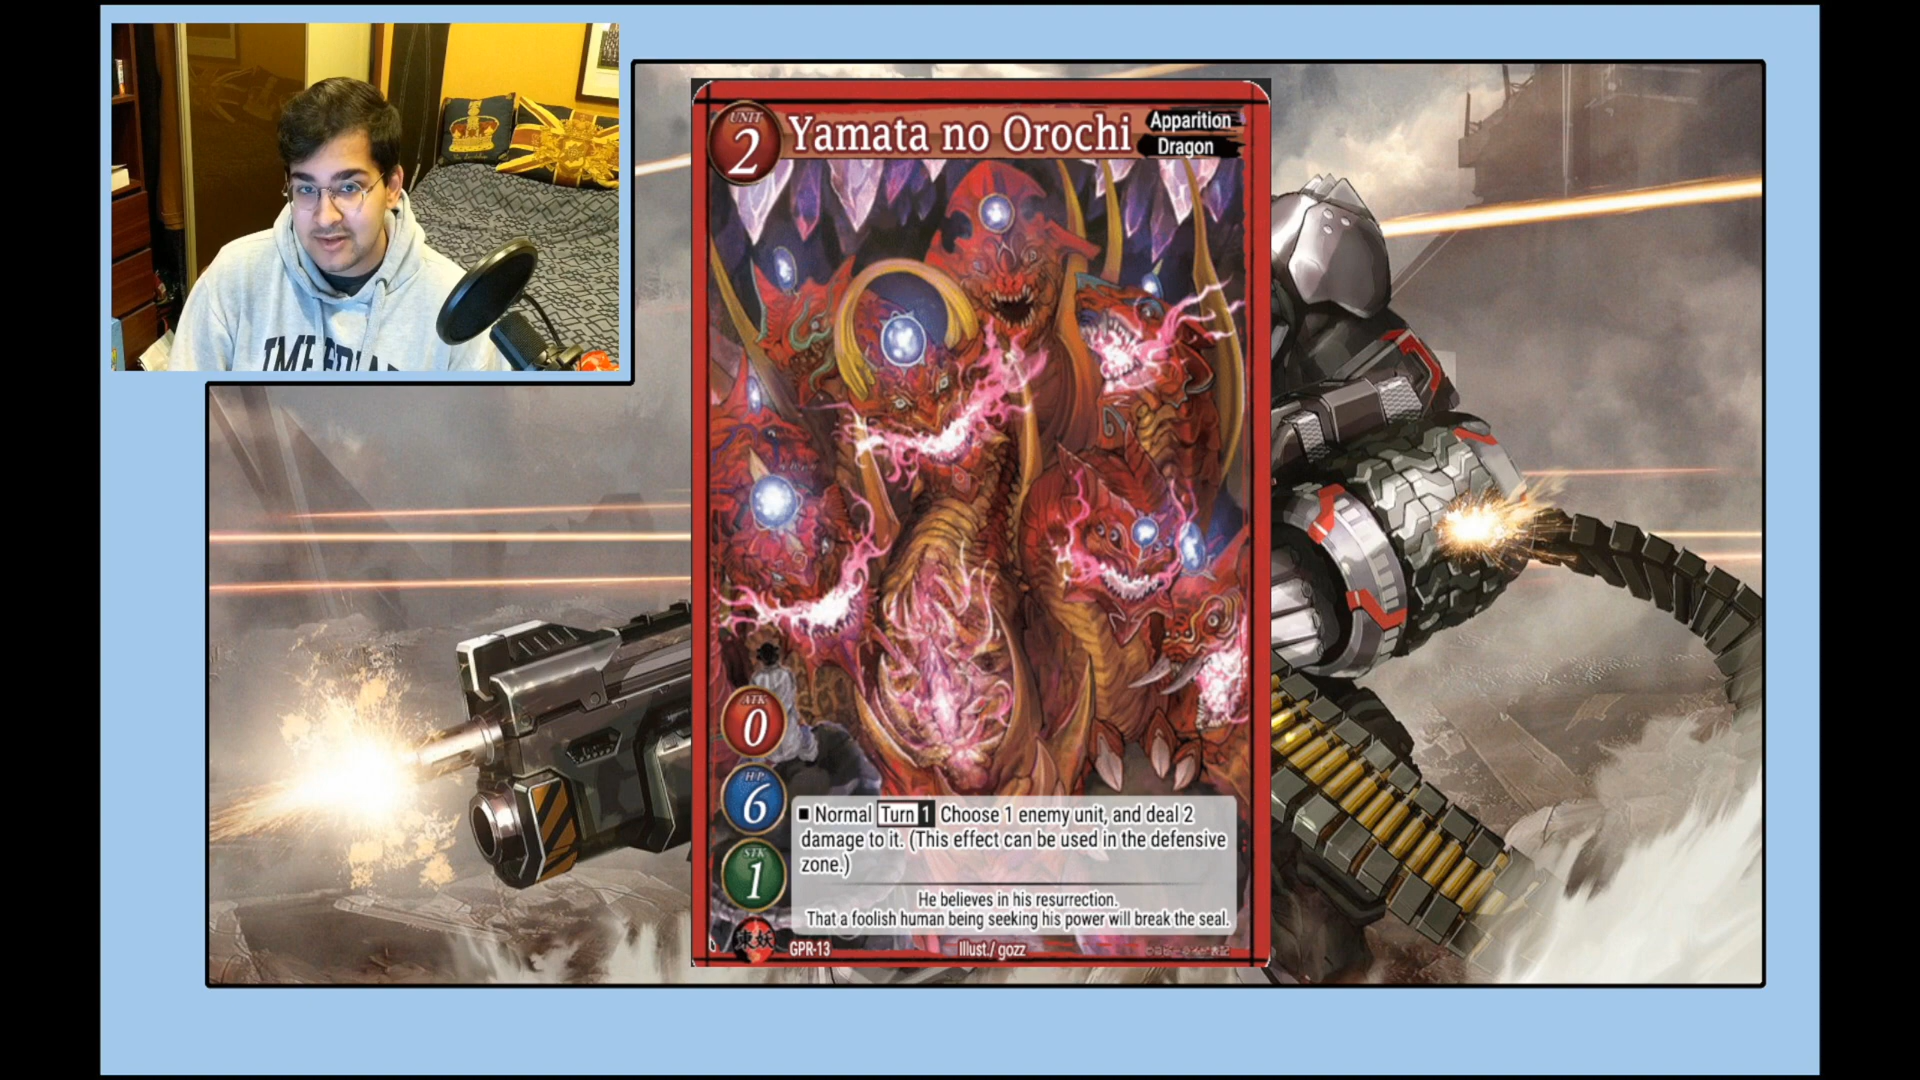 UNIT
2
Yamata no Orochi
Apparition
Dragon
ATK
0
HP
6
STK
1
■ Normal Turn 1 Choose 1 enemy unit, and deal 2
damage to it. (This effect can be used in the defensive
zone.)
He believes in his resurrection.
That a foolish human being seeking his power will break the seal.
東妖
GPR-13
Illust./ gozz